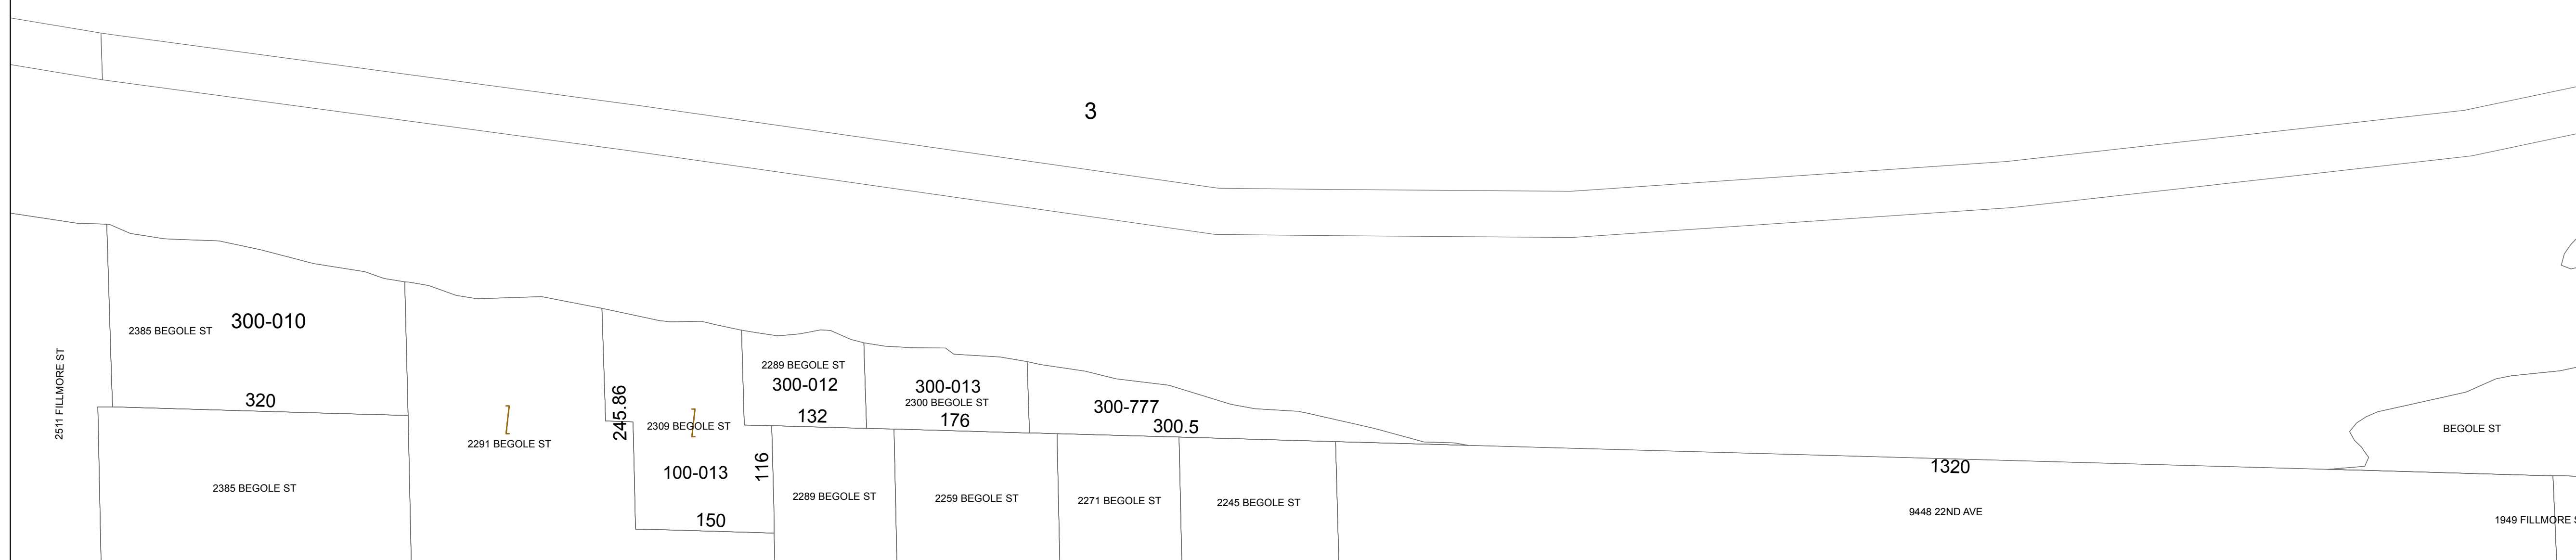 3
300-010
2385 BEGOLE ST
320
2511 FILLMORE ST
2385 BEGOLE ST
2291 BEGOLE ST
245.86
2309 BEGOLE ST
100-013
116
150
2289 BEGOLE ST
300-012
132
300-013
2300 BEGOLE ST
176
300-777
300.5
2289 BEGOLE ST
2259 BEGOLE ST
2271 BEGOLE ST
2245 BEGOLE ST
1320
9448 22ND AVE
BEGOLE ST
1949 FILLMORE S